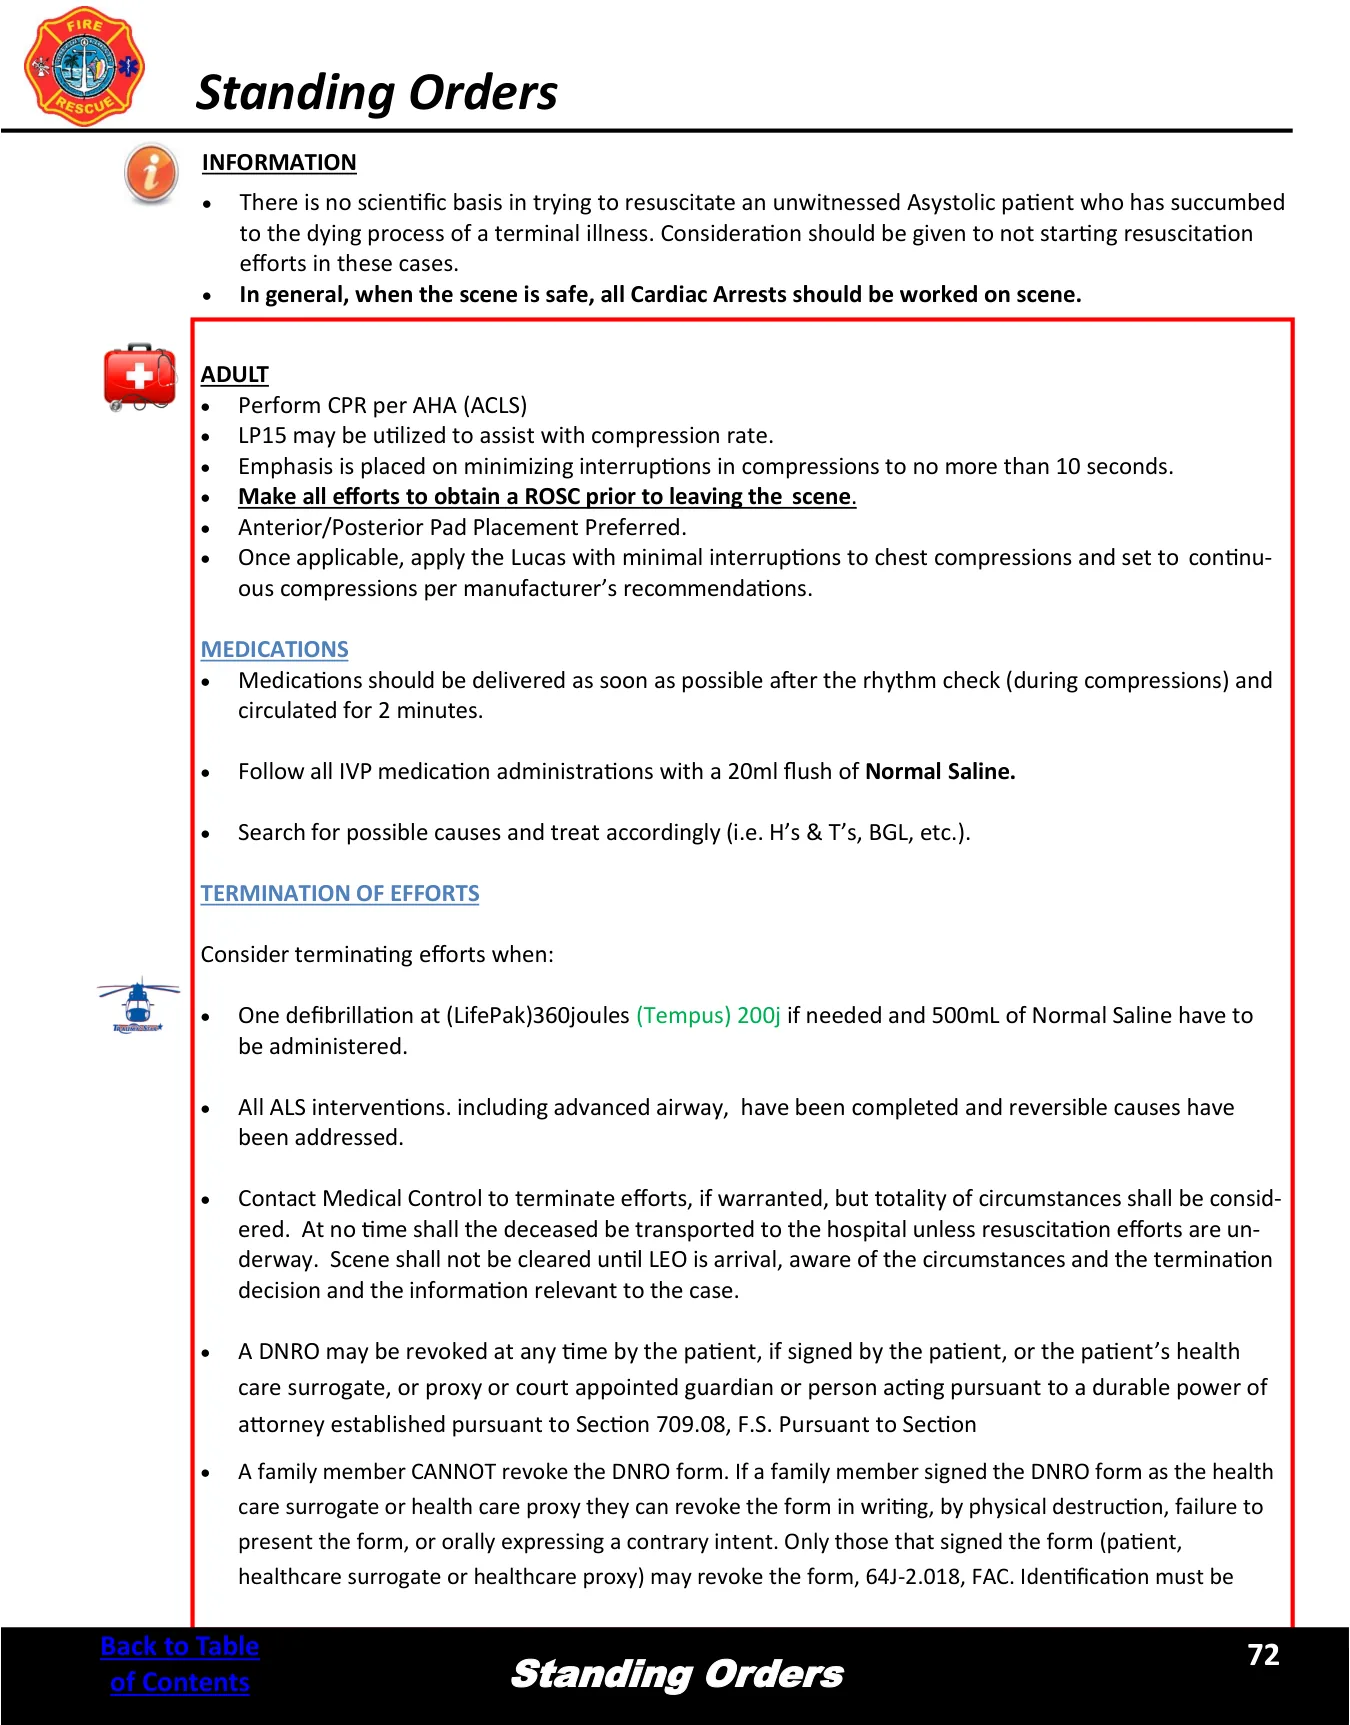 FIRE
RESCUE
Standing Orders
INFORMATION
• There is no scientific basis in trying to resuscitate an unwitnessed Asystolic patient who has succumbed
to the dying process of a terminal illness. Consideration should be given to not starting resuscitation
efforts in these cases.
• In general, when the scene is safe, all Cardiac Arrests should be worked on scene.
ADULT
• Perform CPR per AHA (ACLS)
• LP15 may be utilized to assist with compression rate.
• Emphasis is placed on minimizing interruptions in compressions to no more than 10 seconds.
• Make all efforts to obtain a ROSC prior to leaving the scene.
• Anterior/Posterior Pad Placement Preferred.
• Once applicable, apply the Lucas with minimal interruptions to chest compressions and set to continu-
ous compressions per manufacturer’s recommendations.
MEDICATIONS
• Medications should be delivered as soon as possible after the rhythm check (during compressions) and
circulated for 2 minutes.
• Follow all IVP medication administrations with a 20ml flush of Normal Saline.
• Search for possible causes and treat accordingly (i.e. H’s & T’s, BGL, etc.).
TERMINATION OF EFFORTS
Consider terminating efforts when:
• One defibrillation at (LifePak)360joules (Tempus) 200j if needed and 500mL of Normal Saline have to
be administered.
• All ALS interventions. including advanced airway, have been completed and reversible causes have
been addressed.
• Contact Medical Control to terminate efforts, if warranted, but totality of circumstances shall be consid-
ered. At no time shall the deceased be transported to the hospital unless resuscitation efforts are un-
derway. Scene shall not be cleared until LEO is arrival, aware of the circumstances and the termination
decision and the information relevant to the case.
• A DNRO may be revoked at any time by the patient, if signed by the patient, or the patient’s health
care surrogate, or proxy or court appointed guardian or person acting pursuant to a durable power of
attorney established pursuant to Section 709.08, F.S. Pursuant to Section
• A family member CANNOT revoke the DNRO form. If a family member signed the DNRO form as the health
care surrogate or health care proxy they can revoke the form in writing, by physical destruction, failure to
present the form, or orally expressing a contrary intent. Only those that signed the form (patient,
healthcare surrogate or healthcare proxy) may revoke the form, 64J-2.018, FAC. Identification must be
Back to Table
of Contents
Standing Orders
72